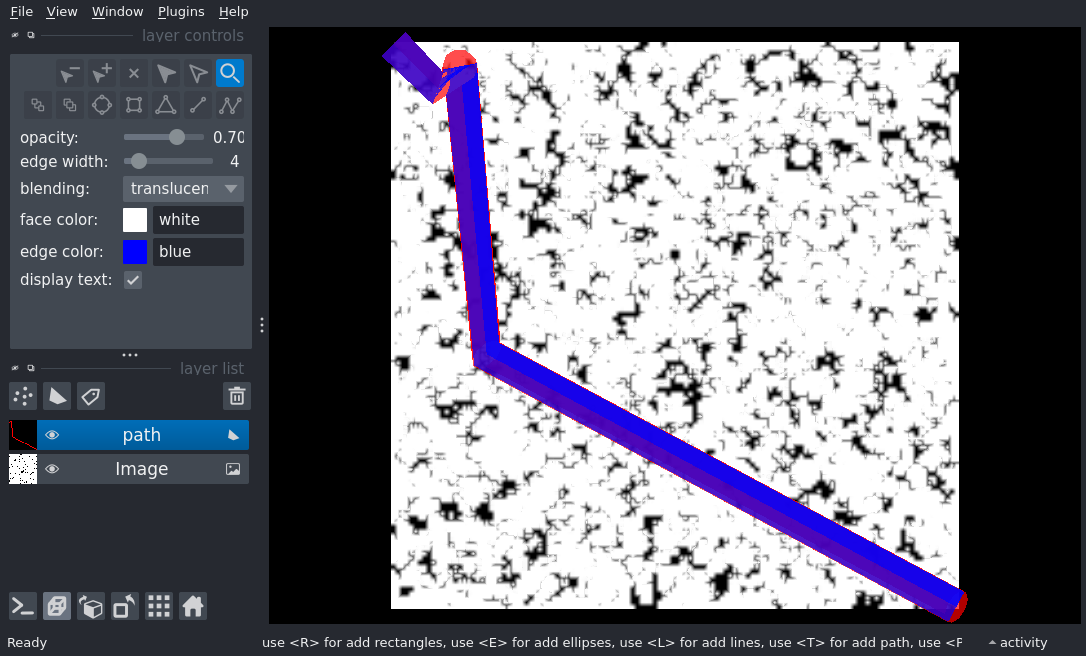 File View Window Plugins Help
layer controls
opacity: 0.70
edge width: 4
blending: translucen
face color: white
edge color: blue
display text:
layer list
path
Image
Ready use <R> for add rectangles, use <E> for add ellipses, use <L> for add lines, use <T> for add path, use <F activity